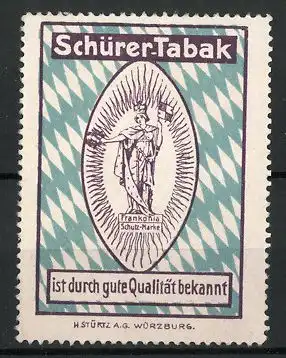 Schürer-Tabak
Frankonia
Schutz-Marke
ist durch gute Qualität bekannt
H. STÜRTZ A.G. WÜRZBURG.